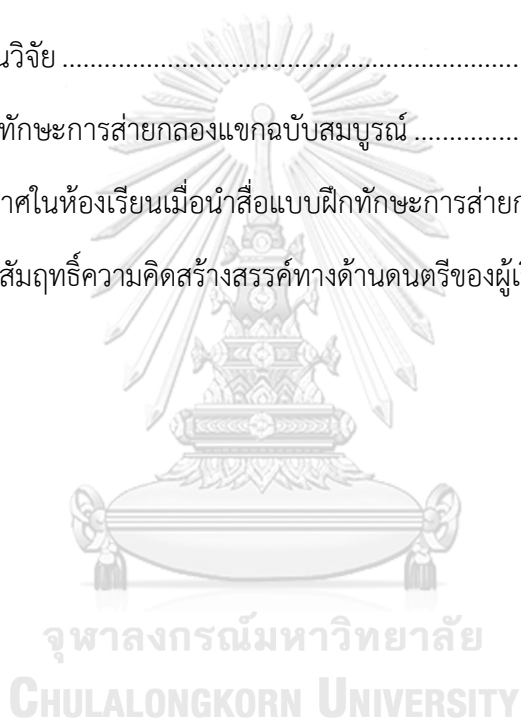 นวิจัย ..................................................................
ทักษะการส่ายกลองแขกฉบับสมบูรณ์ ................
าศในห้องเรียนเมื่อนำสื่อแบบฝึกทักษะการส่ายก
สัมฤทธิ์ความคิดสร้างสรรค์ทางด้านดนตรีของผู้เ
จุฬาลงกรณ์มหาวิทยาลัย
CHULALONGKORN UNIVERSITY